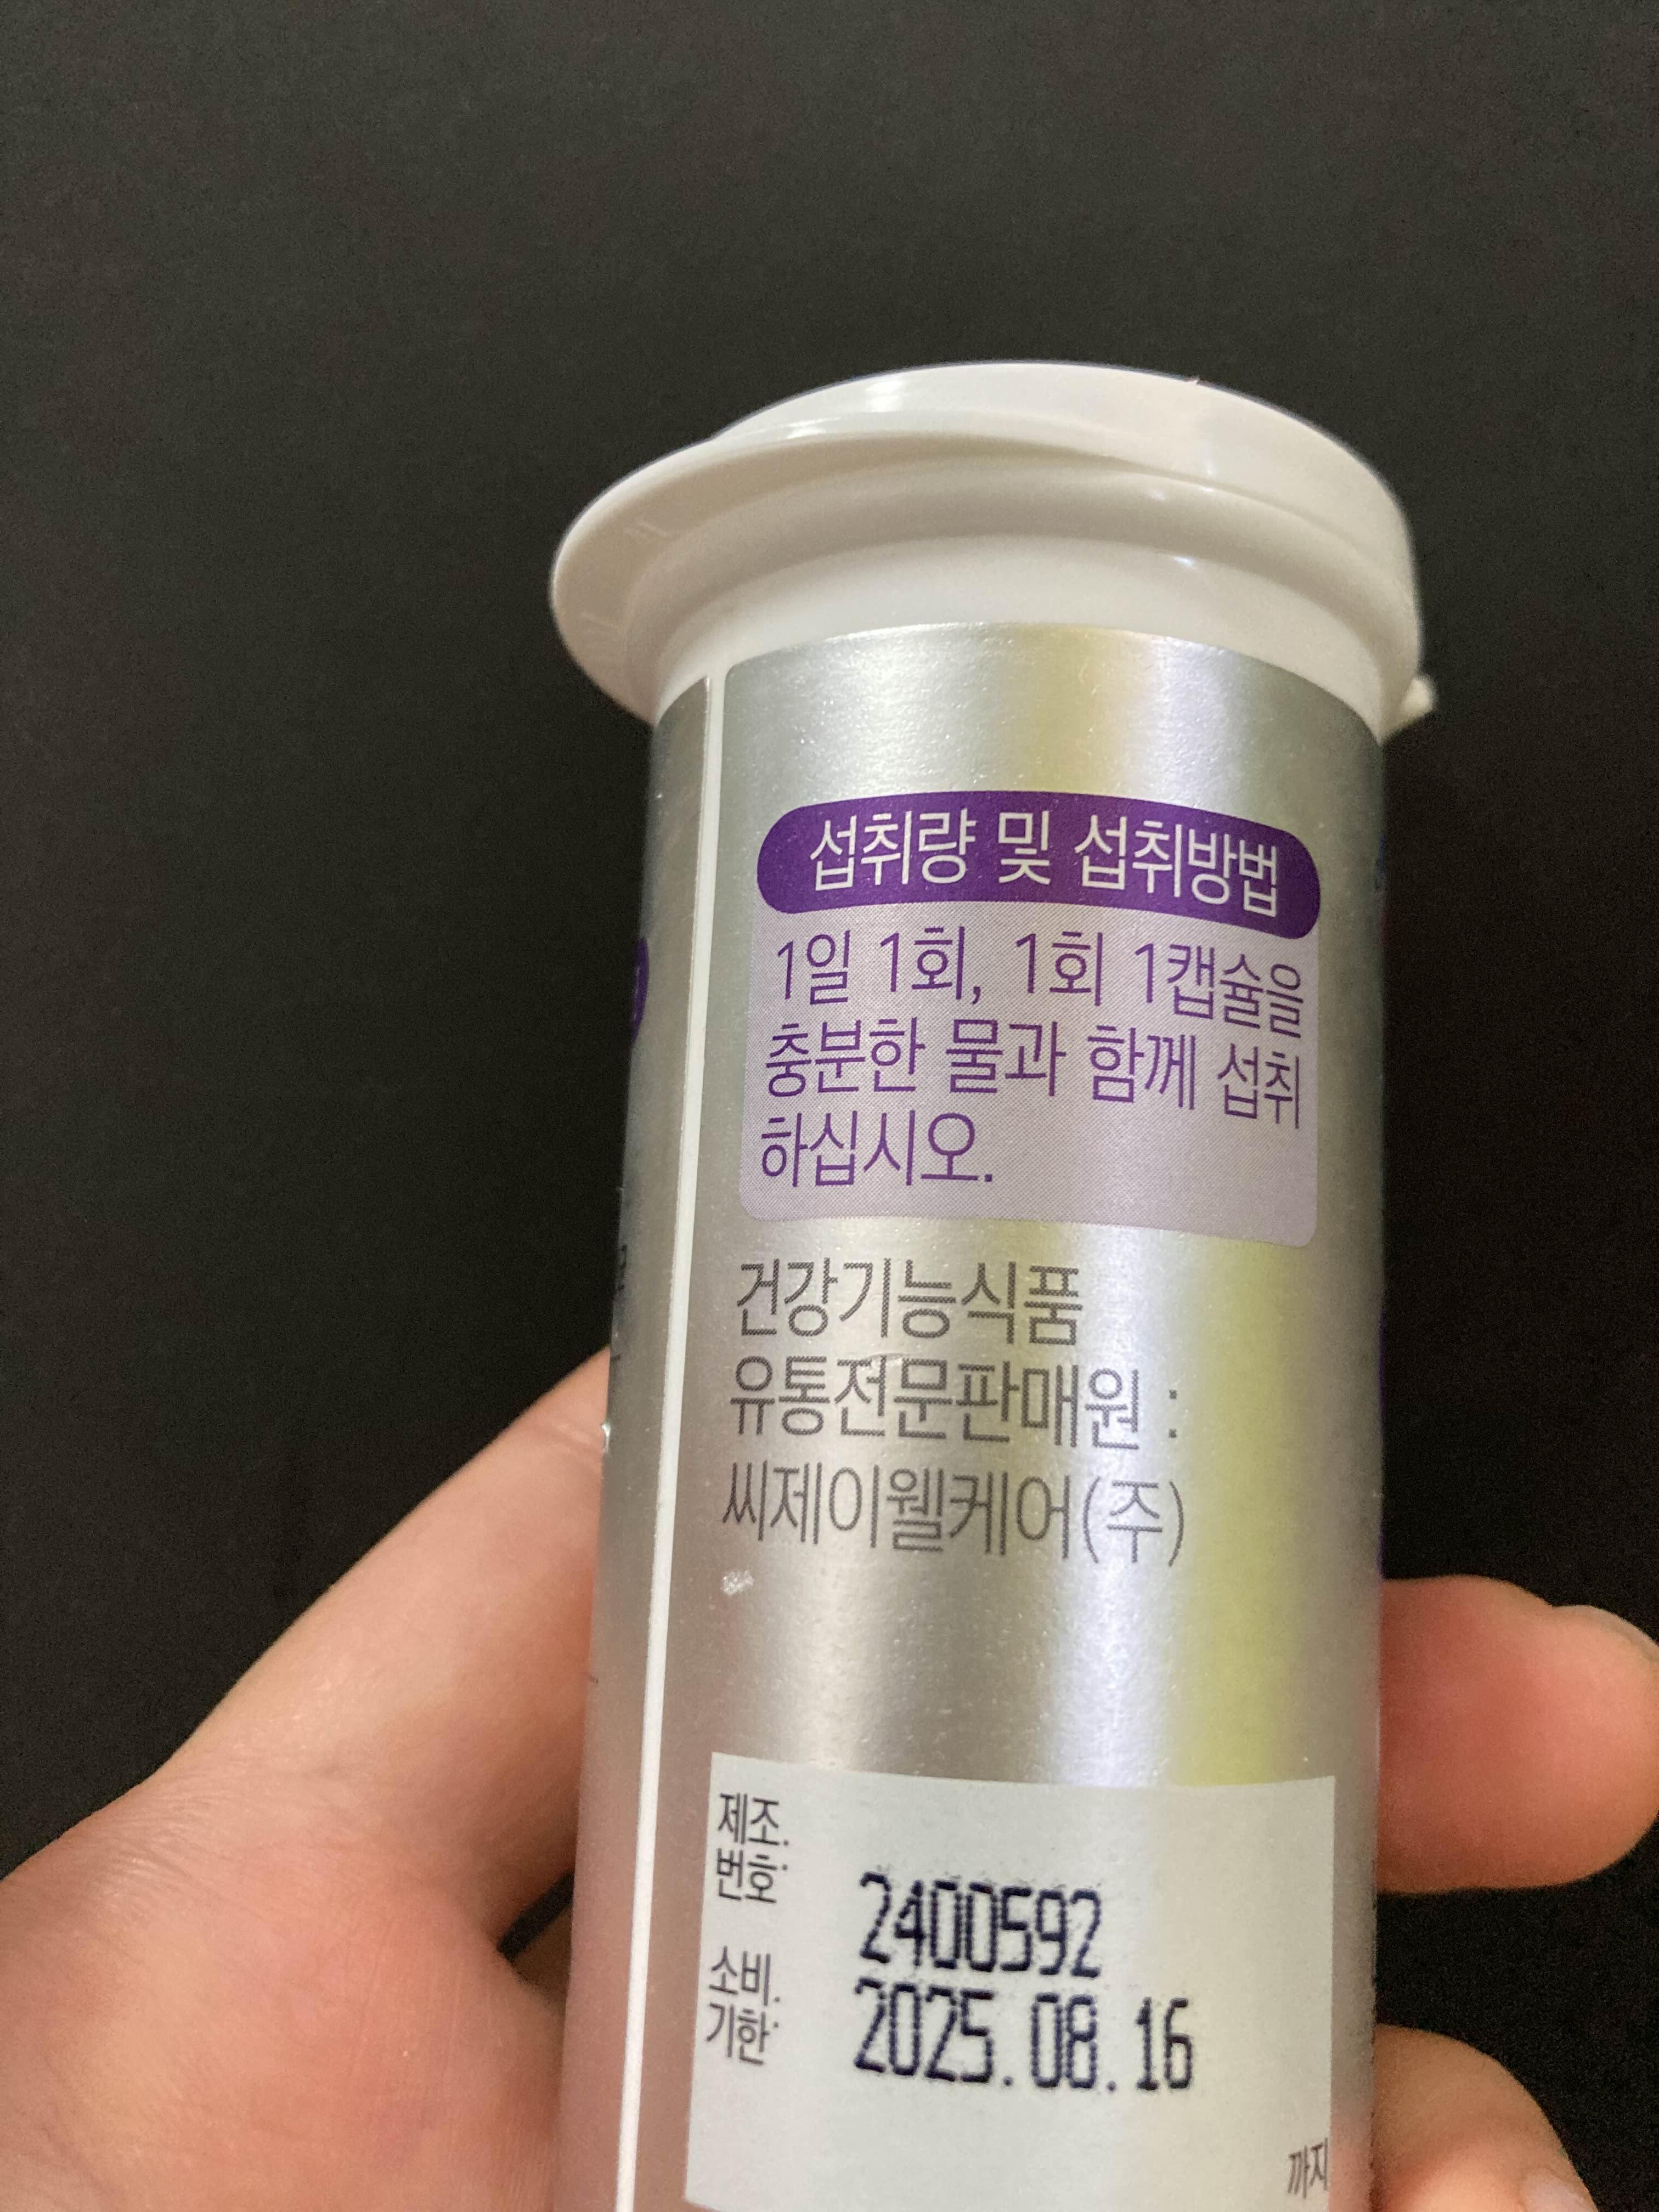 섭취량 및 섭취방법
1일 1회, 1회 1캡슐을
충분한 물과 함께 섭취
하십시오.
건강기능식품
유통전문판매원 :
씨제이웰케어(주)
제조.
번호:
2400592
소비.
기한:
2025.08.16
까지